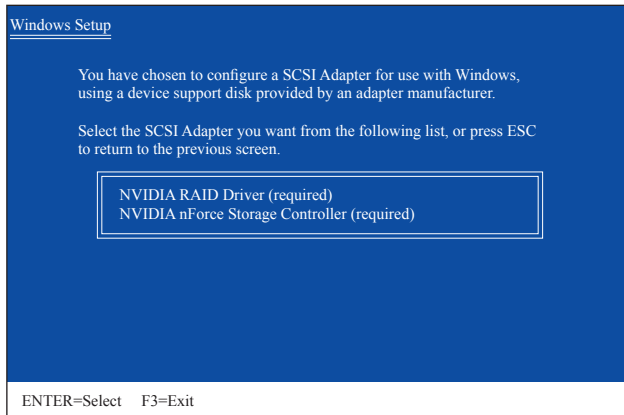 Windows Setup
You have chosen to configure a SCSI Adapter for use with Windows,
using a device support disk provided by an adapter manufacturer.
Select the SCSI Adapter you want from the following list, or press ESC
to return to the previous screen.
NVIDIA RAID Driver (required)
NVIDIA nForce Storage Controller (required)
ENTER=Select F3=Exit